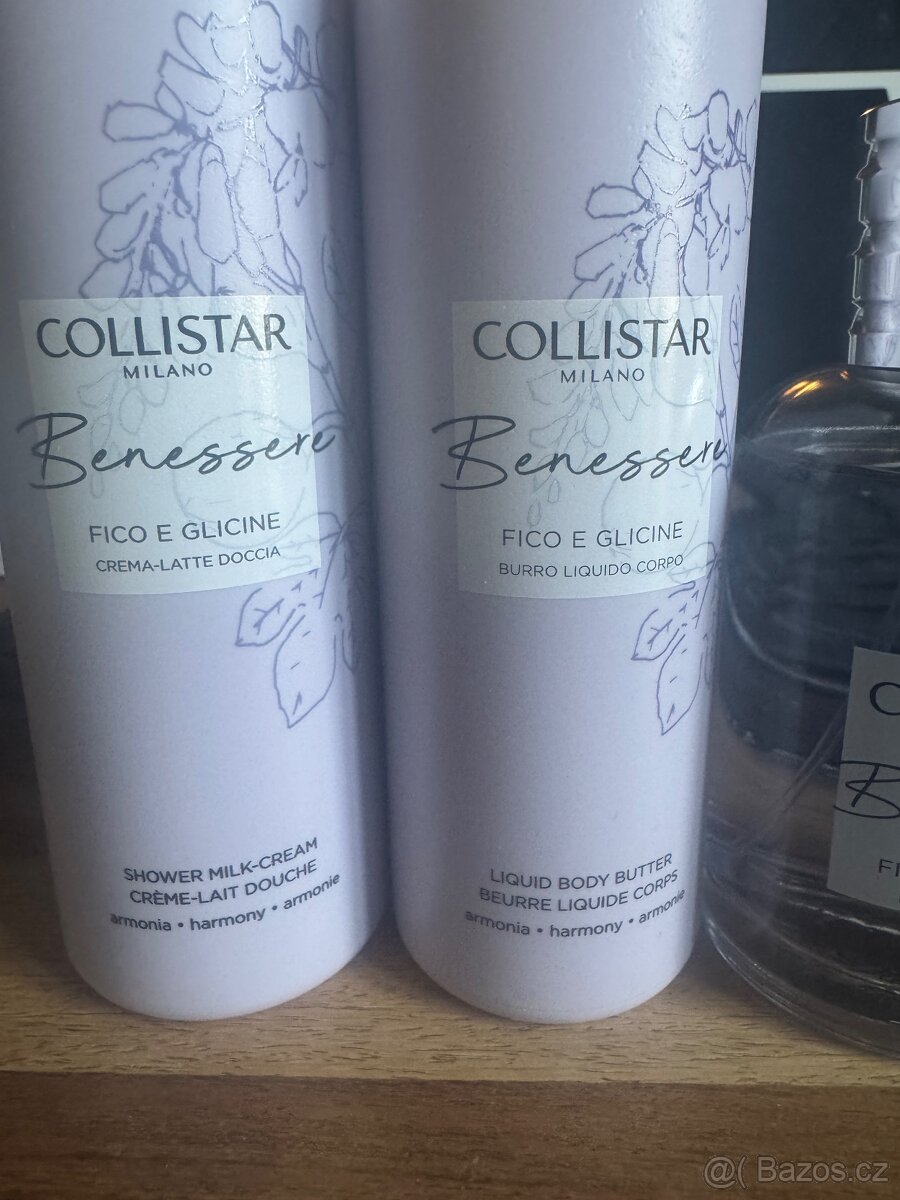 COLLISTAR
MILANO
Benessere
FICO E GLICINE
CREMA-LATTE DOCCIA
SHOWER MILK-CREAM
CRÈME-LAIT DOUCHE
armonia • harmony • armonie
COLLISTAR
MILANO
Benessere
FICO E GLICINE
BURRO LIQUIDO CORPO
LIQUID BODY BUTTER
BEURRE LIQUIDE CORPS
armonia • harmony • armonie
C
B
FI
@( Bazos.cz